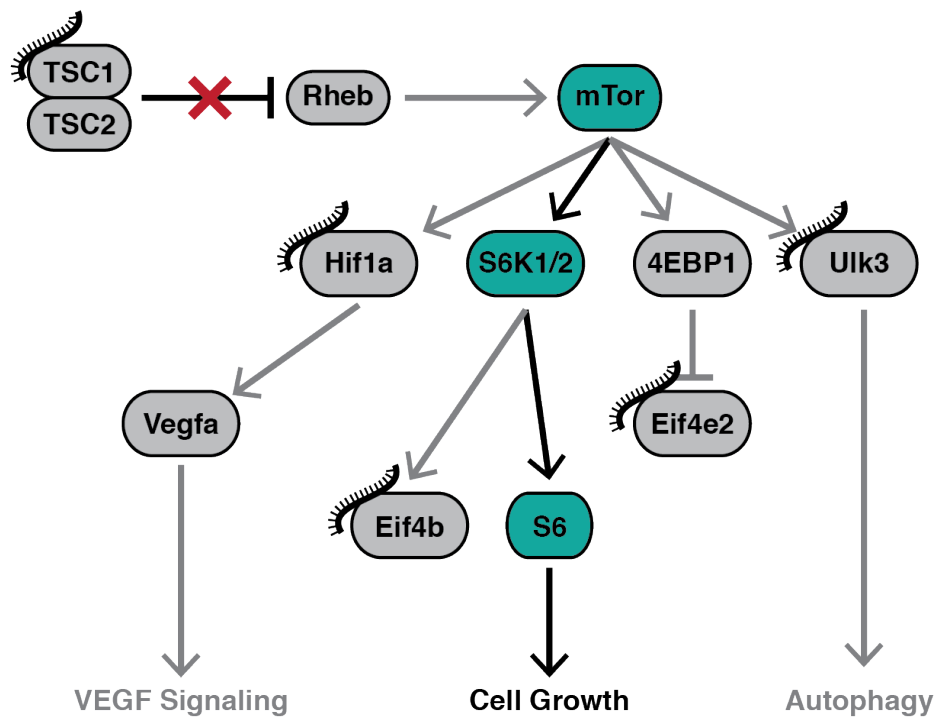 TSC1
TSC2
Rheb
mTor
Hif1a
S6K1/2
4EBP1
Ulk3
Vegfa
Eif4e2
Eif4b
S6
VEGF Signaling
Cell Growth
Autophagy